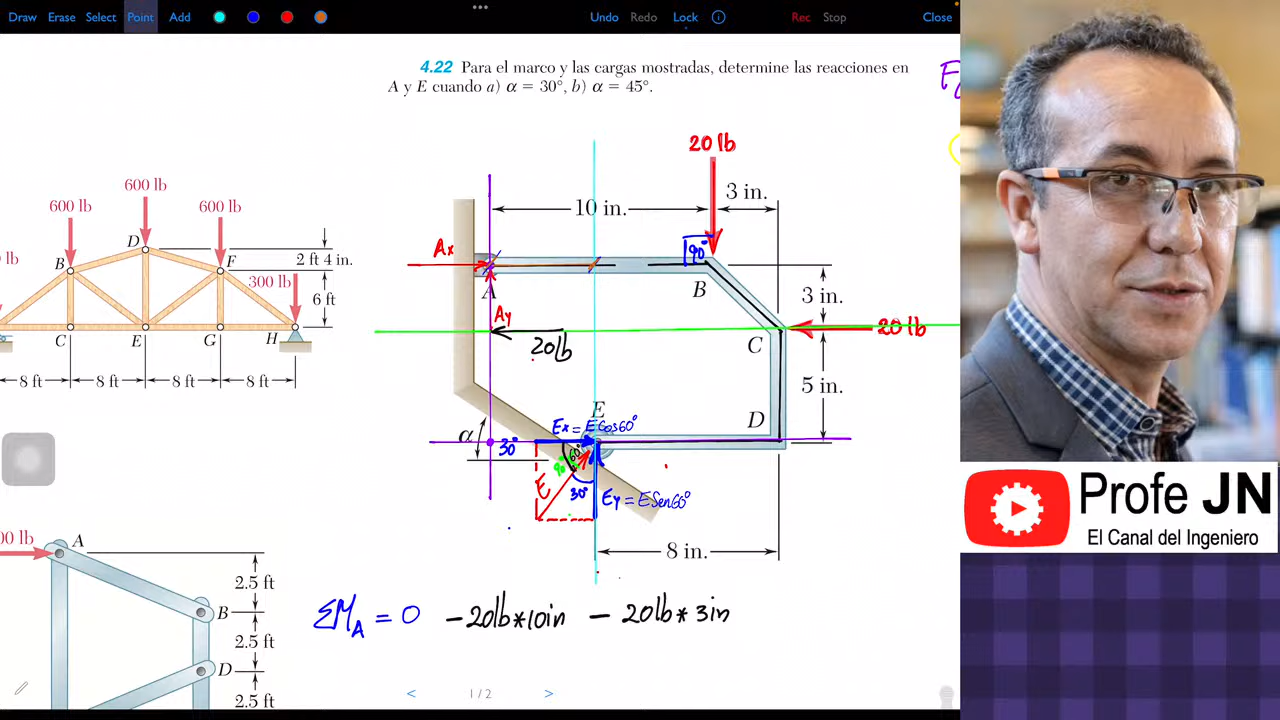 Draw Erase Select Point Add Undo Redo Lock Rec Stop Close
4.22 Para el marco y las cargas mostradas, determine las reacciones en
A y E cuando a) α = 30°, b) α = 45°.
600 lb
600 lb
600 lb
300 lb
D
B
F
2 ft 4 in.
6 ft
C
E
G
H
8 ft
8 ft
8 ft
8 ft
20 lb
10 in.
3 in.
Ax
90°
A
B
3 in.
Ay
20lb
20 lb
C
5 in.
D
E
Ex = E Cos60°
α
30°
60°
90°
E
30°
Ey = E Sen60°
8 in.
A
2.5 ft
B
2.5 ft
D
2.5 ft
ΣM_A = 0 -20lb*10in - 20lb*3in
< 1 / 2 >
Profe JN
El Canal del Ingeniero